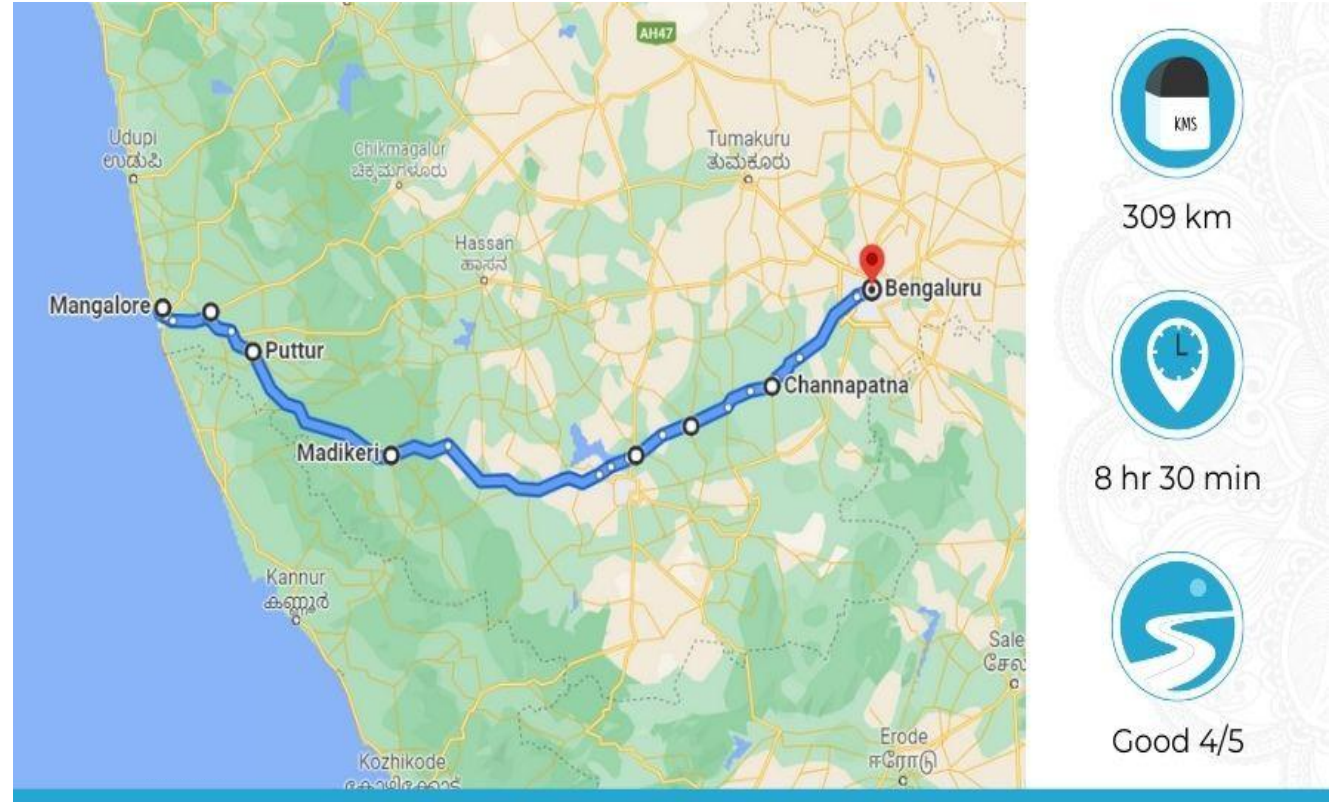 AH47
Udupi
ಉಡುಪಿ
Chikmagalur
ಚಿಕ್ಕಮಗಳೂರು
Tumakuru
ತುಮಕೂರು
KMS
309 km
Hassan
ಹಾಸನ
Mangalore
Bengaluru
Puttur
Channapatna
Madikeri
8 hr 30 min
Kannur
കണ്ണൂർ
Sale
சேல
Kozhikode
കോഴിക്കോട്
Erode
ஈரோடு
Good 4/5